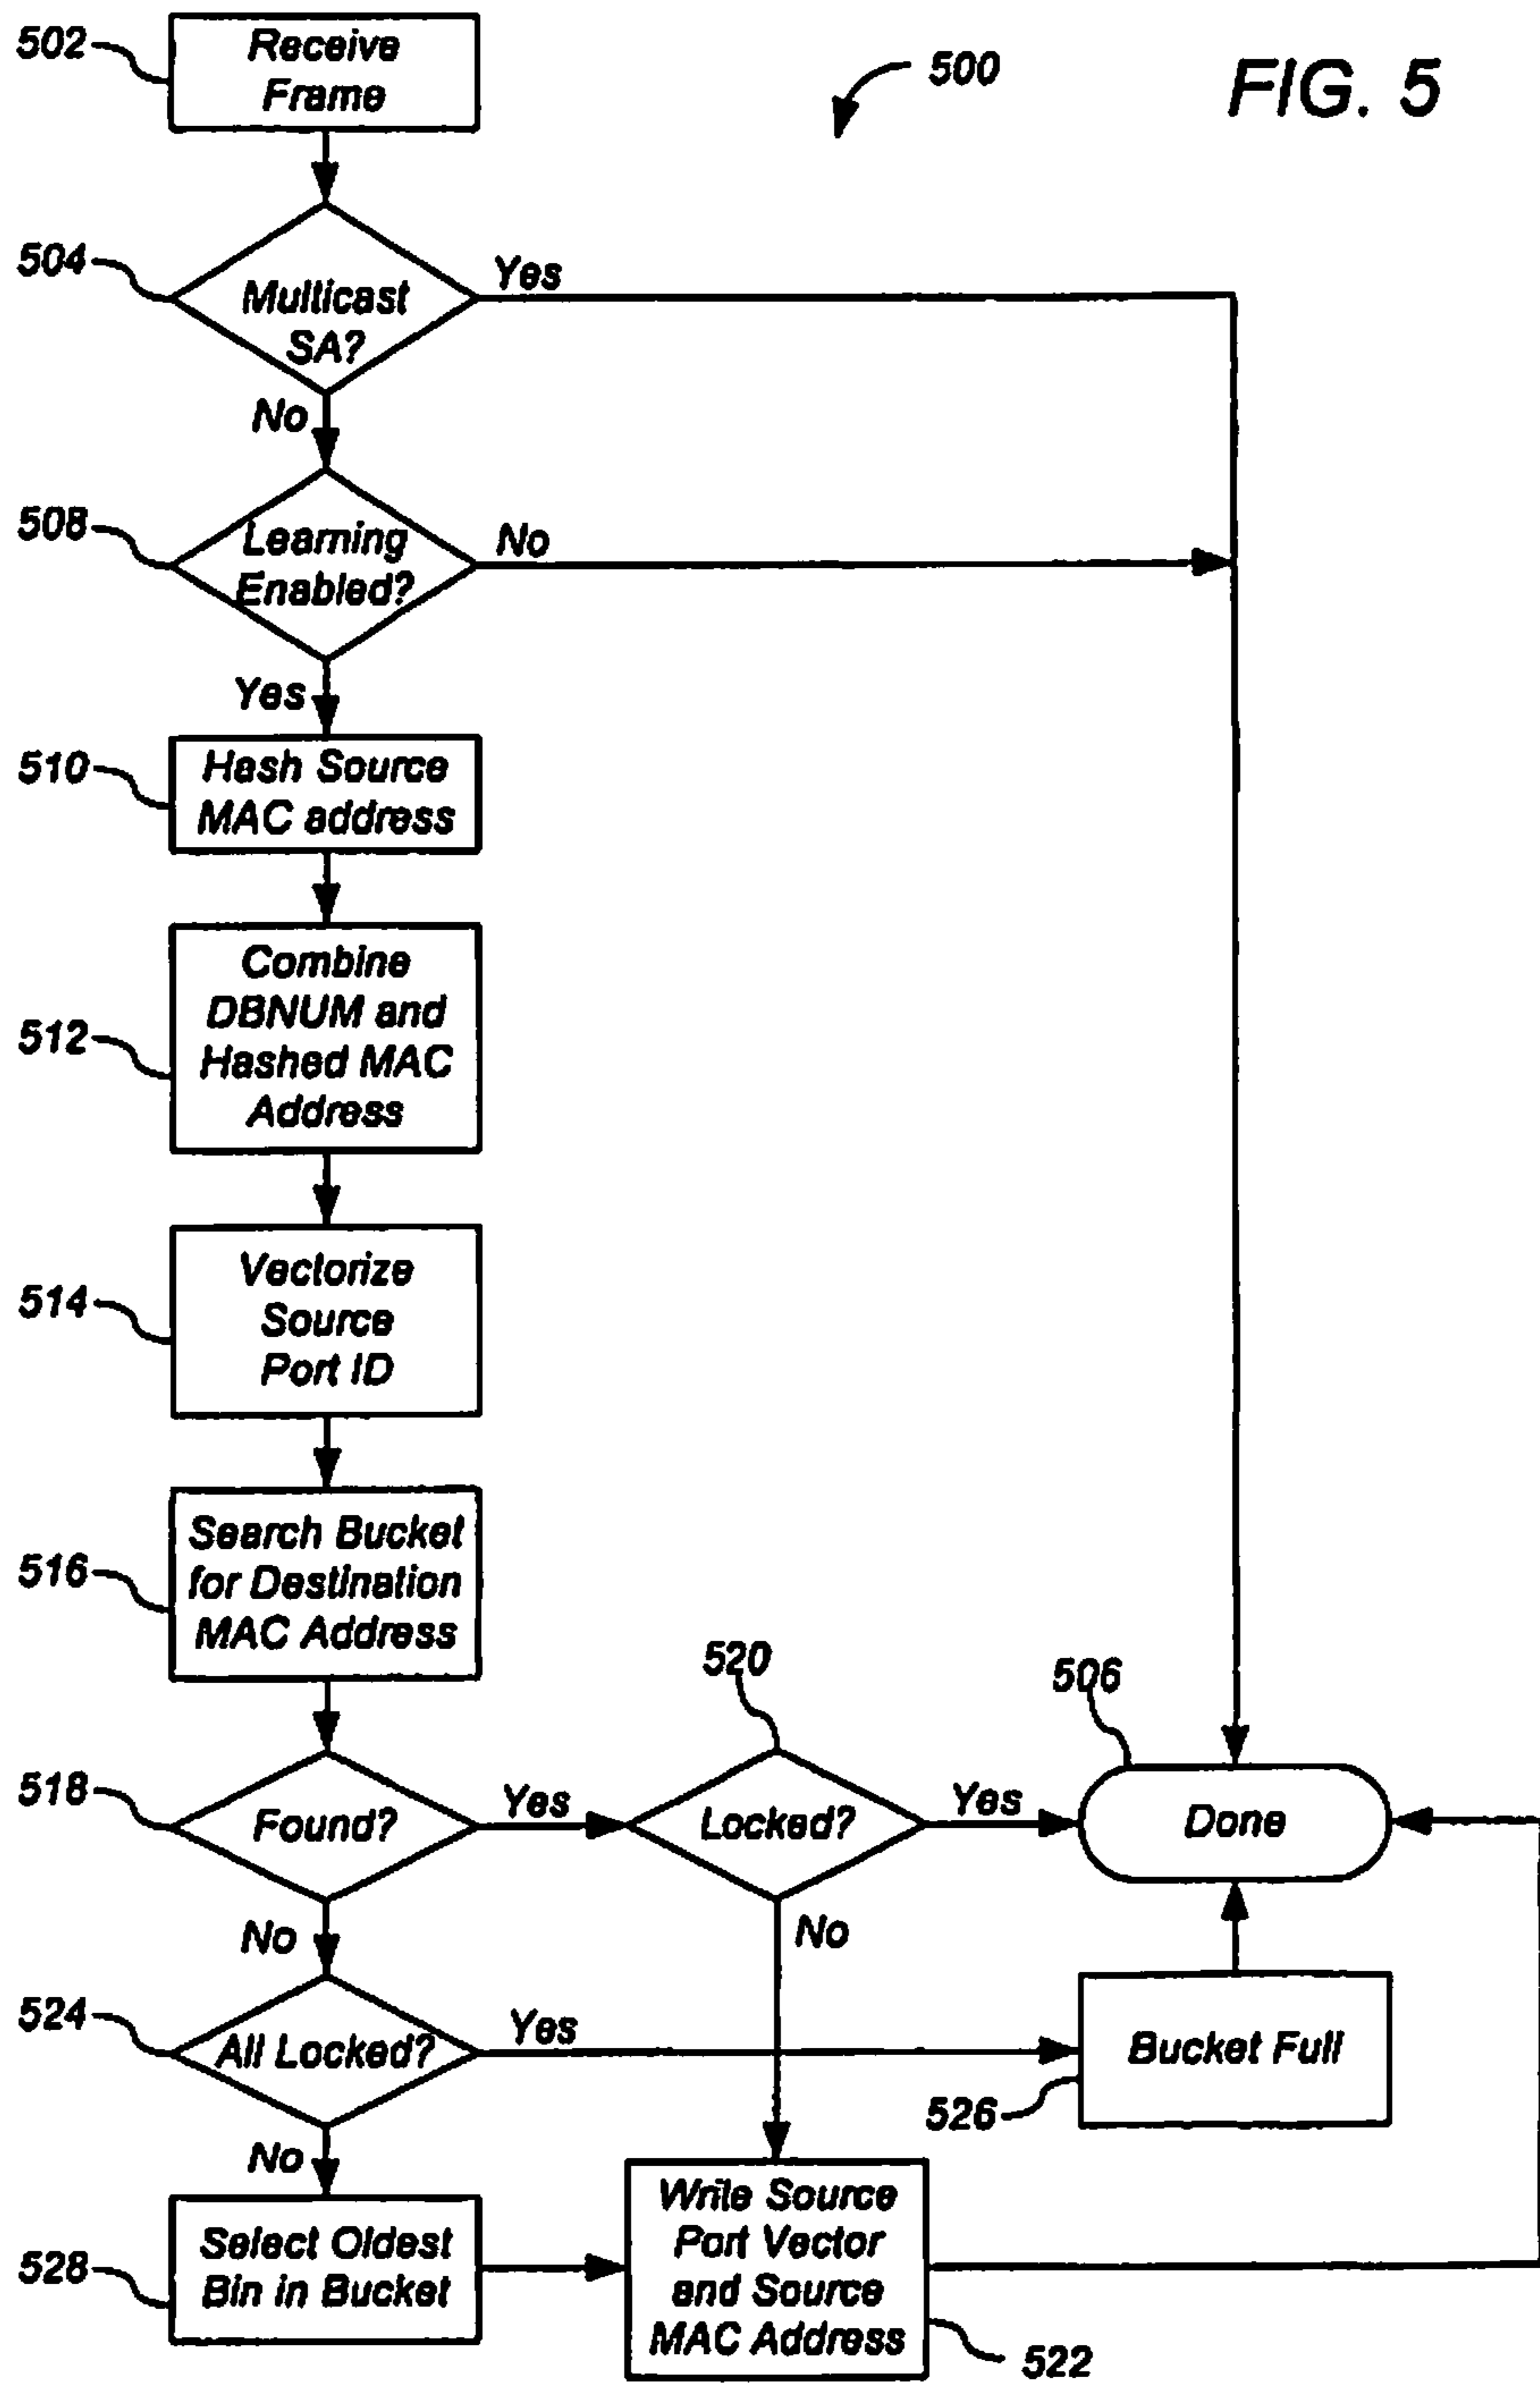 FIG. 5
500
502
Receive
Frame
504
Multicast
SA?
Yes
No
508
Learning
Enabled?
No
Yes
510
Hash Source
MAC address
512
Combine
DBNUM and
Hashed MAC
Address
514
Vectorize
Source
Port ID
516
Search Bucket
for Destination
MAC Address
518
Found?
Yes
520
Locked?
Yes
506
Done
No
No
524
All Locked?
Yes
Bucket Full
526
No
528
Select Oldest
Bin in Bucket
Write Source
Port Vector
and Source
MAC Address
522